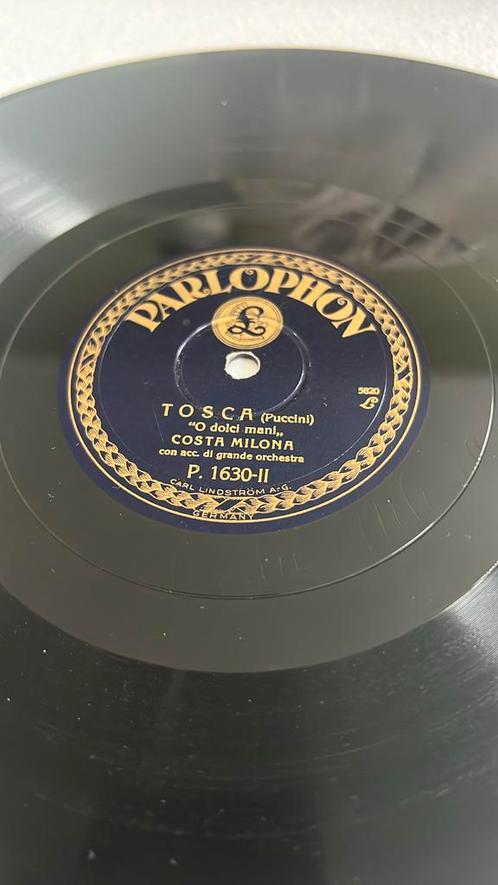 PARLOPHON
£
5820
TOSCA (Puccini)
"O dolci mani„
COSTA MILONA
con acc. di grande orchestra
P. 1630-II
CARL LINDSTRÖM A-G.
GERMANY